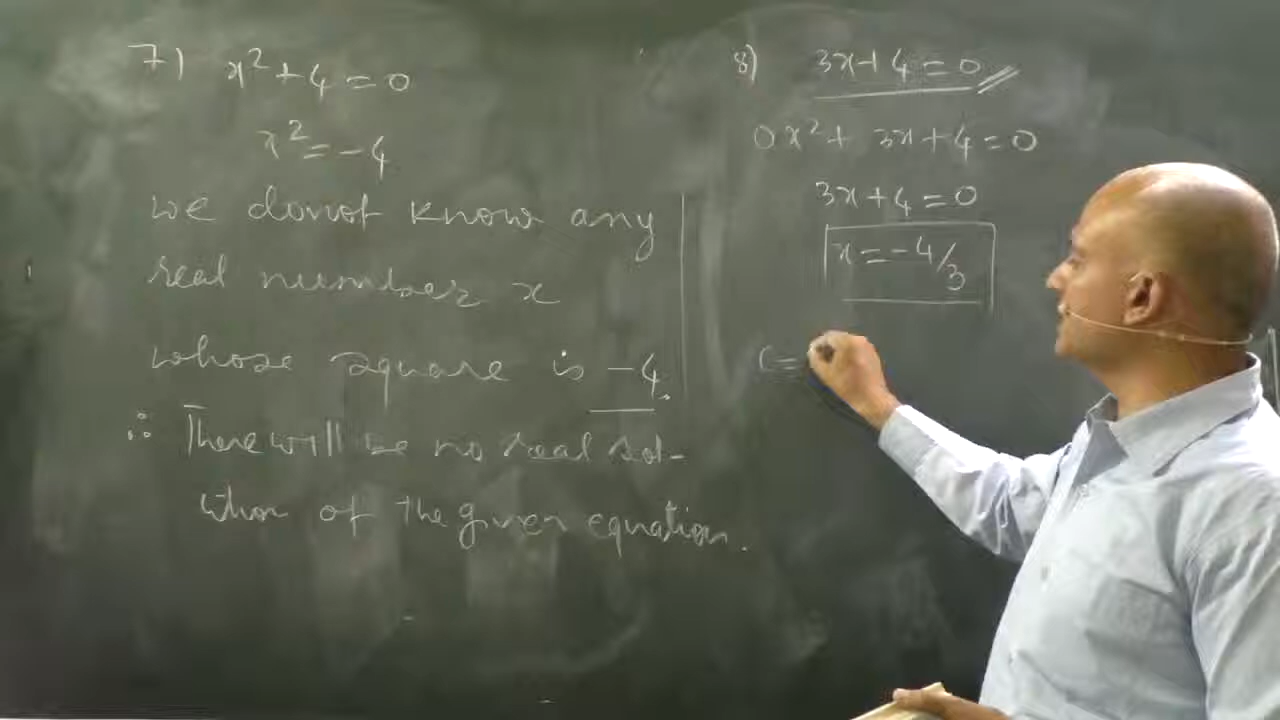 7) x² + 4 = 0
x² = -4
we donot know any
real number x
whose square is -4.
∴ There will be no real sol-
ution of the given equation.
8) 3x+4=0
0x² + 3x + 4 = 0
3x + 4 = 0
x = -4/3